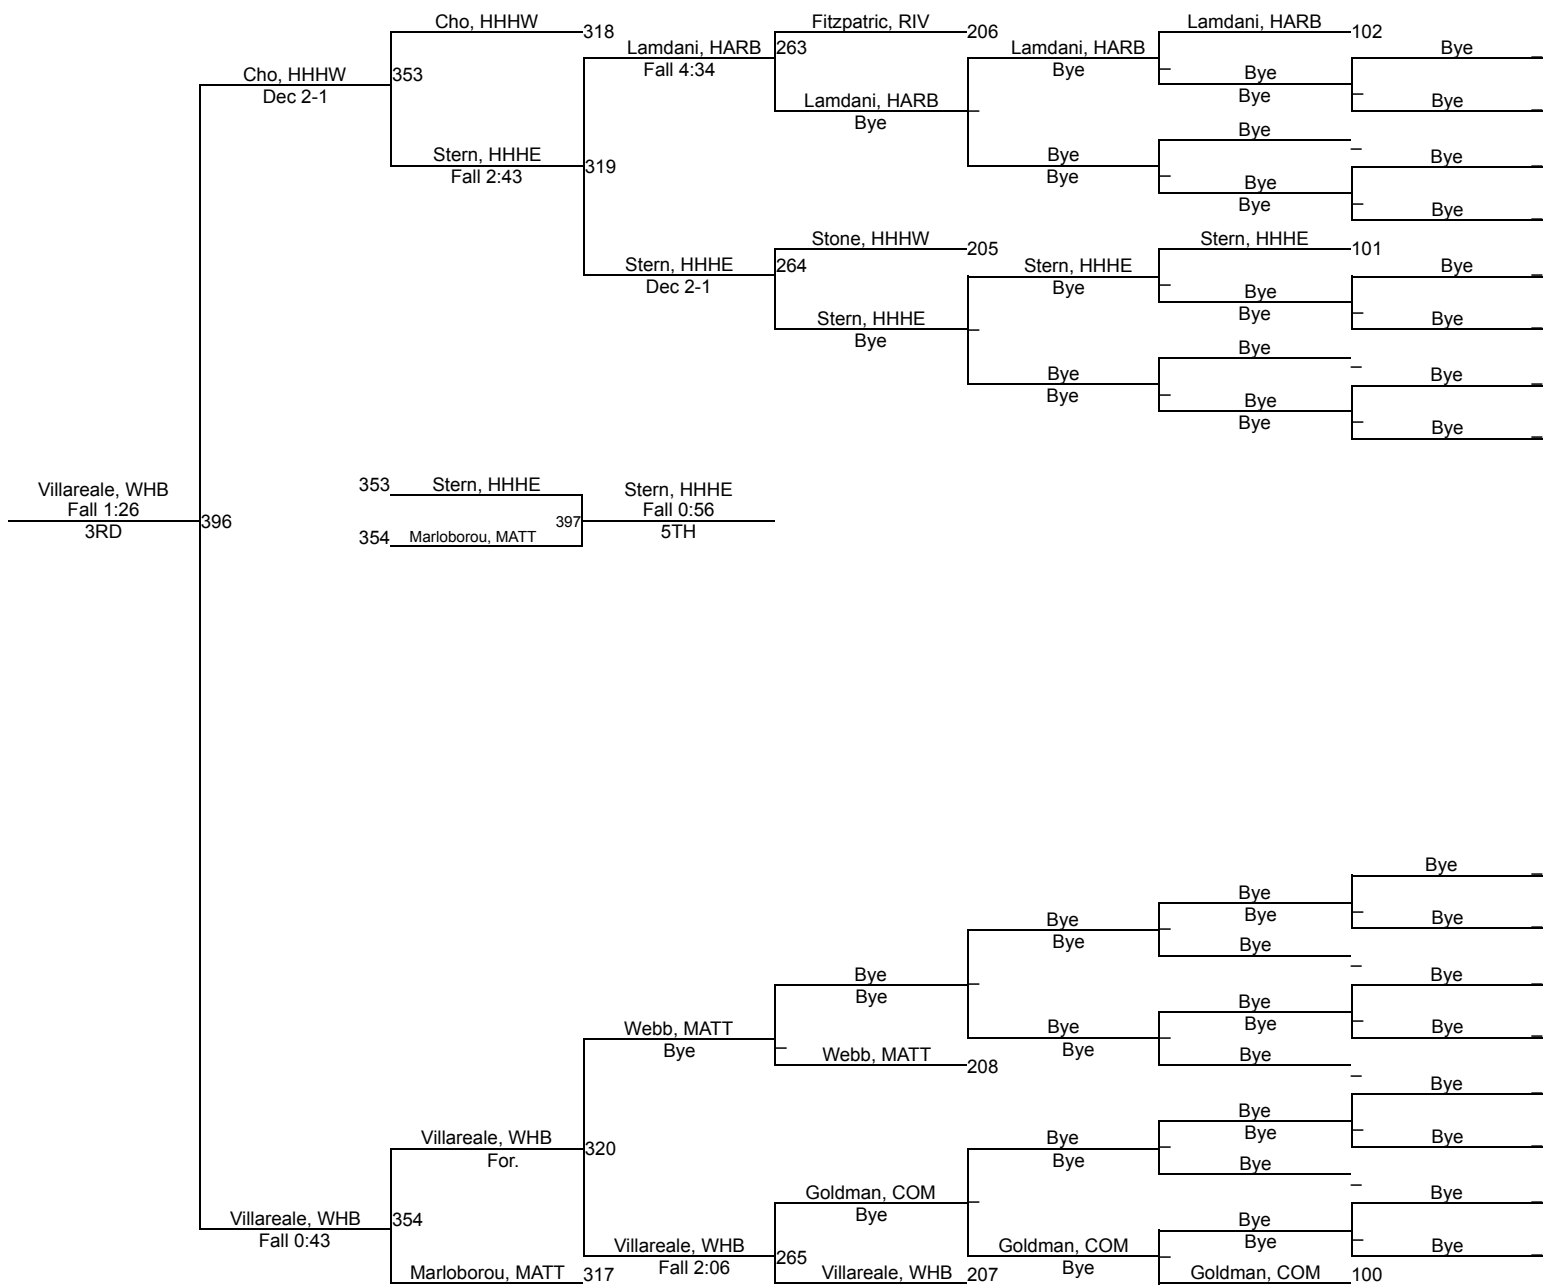 Cho, HHHW
318
Fitzpatric, RIV
206
Lamdani, HARB
102
Lamdani, HARB
Fall 4:34
263
Lamdani, HARB
Bye
Bye
Cho, HHHW
Dec 2-1
353
Bye
Bye
Lamdani, HARB
Bye
Bye
Bye
Stern, HHHE
Fall 2:43
319
Bye
Bye
Bye
Bye
Bye
Bye
Stone, HHHW
205
Stern, HHHE
101
Stern, HHHE
Dec 2-1
264
Stern, HHHE
Bye
Bye
Bye
Bye
Stern, HHHE
Bye
Bye
Bye
Bye
Bye
Bye
Bye
Bye
Bye
Villareale, WHB
Fall 1:26
3RD
396
353
Stern, HHHE
354
Marloborou, MATT
397
Stern, HHHE
Fall 0:56
5TH
Bye
Bye
Bye
Bye
Bye
Bye
Bye
Bye
Bye
Bye
Bye
Bye
Webb, MATT
Bye
Bye
Bye
Bye
Webb, MATT
208
Bye
Bye
Bye
Bye
Villareale, WHB
For.
320
Bye
Bye
Bye
Bye
Goldman, COM
Bye
Bye
Villareale, WHB
Fall 0:43
354
Bye
Bye
Villareale, WHB
Fall 2:06
265
Goldman, COM
Bye
Bye
Marloborou, MATT
317
Villareale, WHB
207
Goldman, COM
100